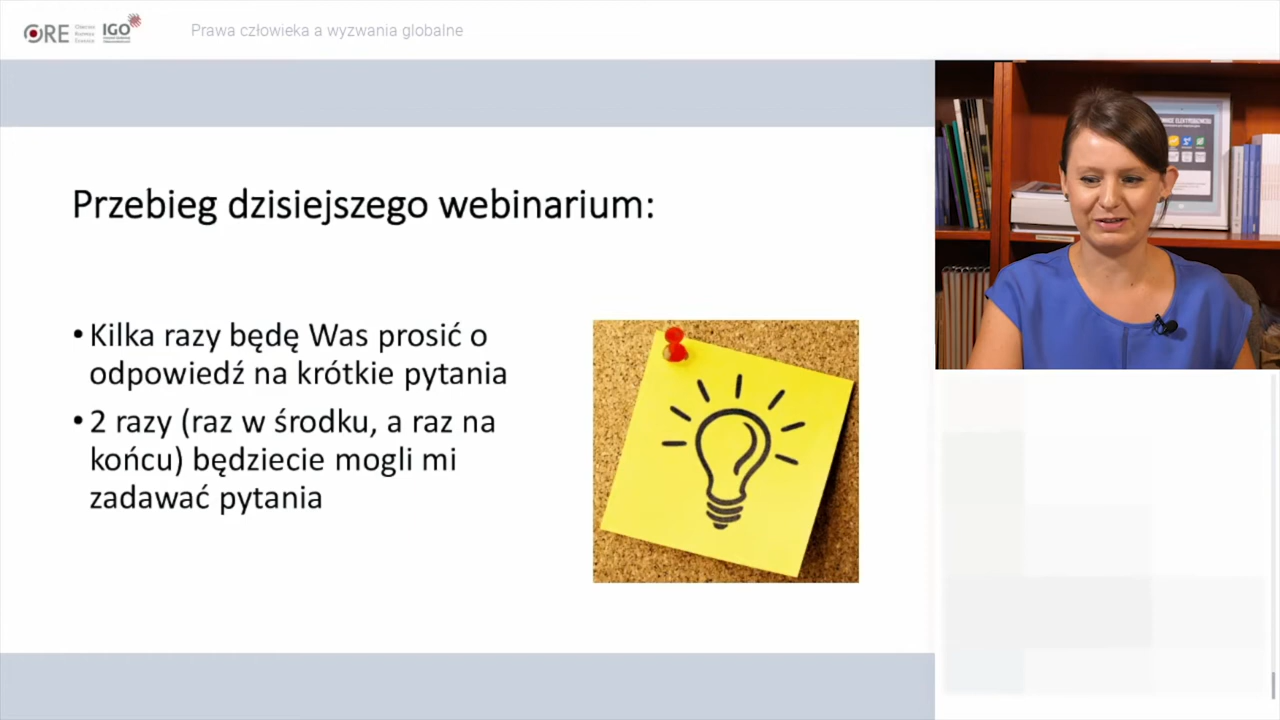 ORE
IGO
Prawa człowieka a wyzwania globalne
Przebieg dzisiejszego webinarium:
• Kilka razy będę Was prosić o
odpowiedź na krótkie pytania
• 2 razy (raz w środku, a raz na
końcu) będziecie mogli mi
zadawać pytania